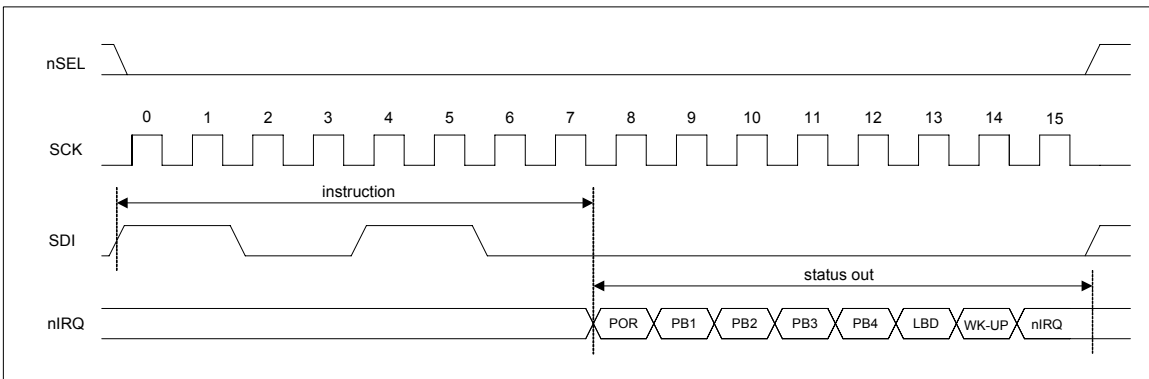 nSEL
0 1 2 3 4 5 6 7 8 9 10 11 12 13 14 15
SCK
instruction
SDI
status out
nIRQ POR PB1 PB2 PB3 PB4 LBD WK-UP nIRQ